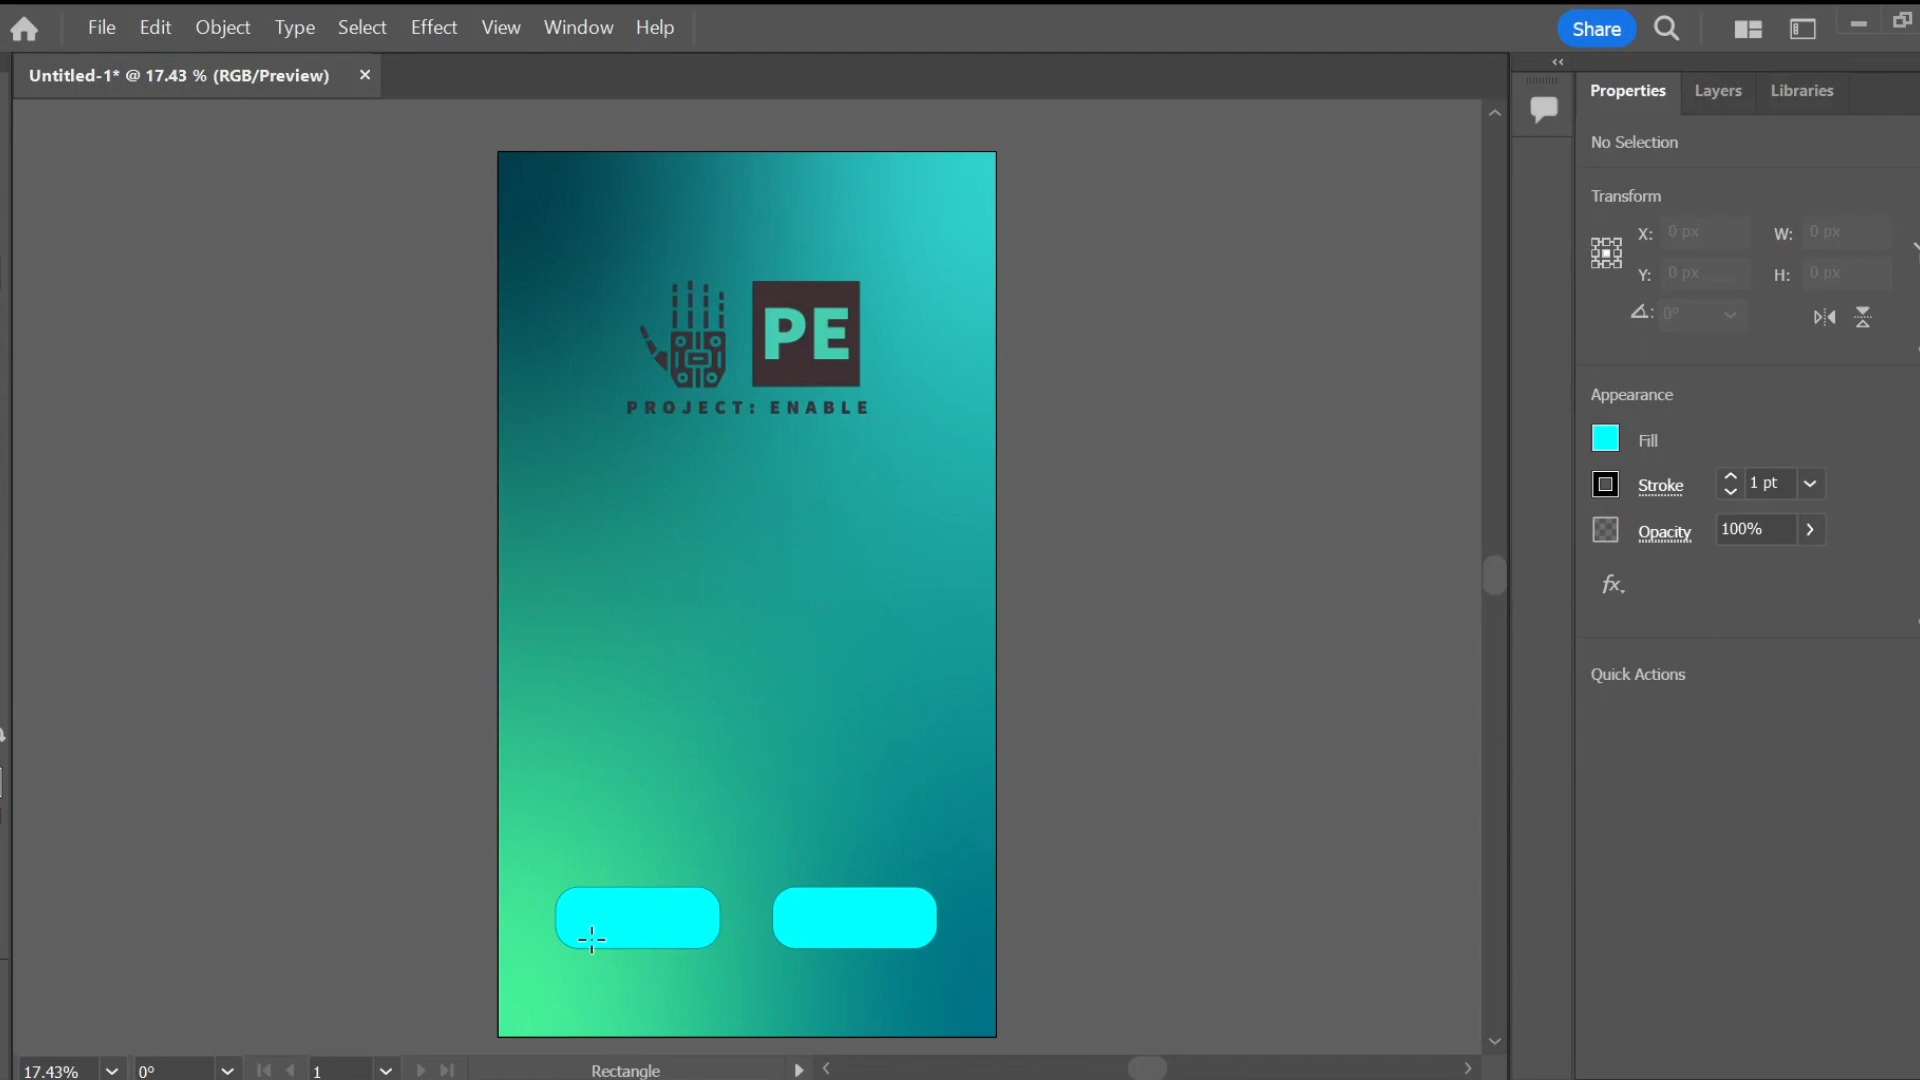 File Edit Object Type Select Effect View Window Help
Share
Untitled-1* @ 17.43 % (RGB/Preview) ×
Properties Layers Libraries
No Selection
Transform
X: 0 px W: 0 px
Y: 0 px H: 0 px
0°
Appearance
Fill
Stroke 1 pt
Opacity 100%
fx
Quick Actions
PE
PROJECT: ENABLE
17.43% 0° 1 Rectangle